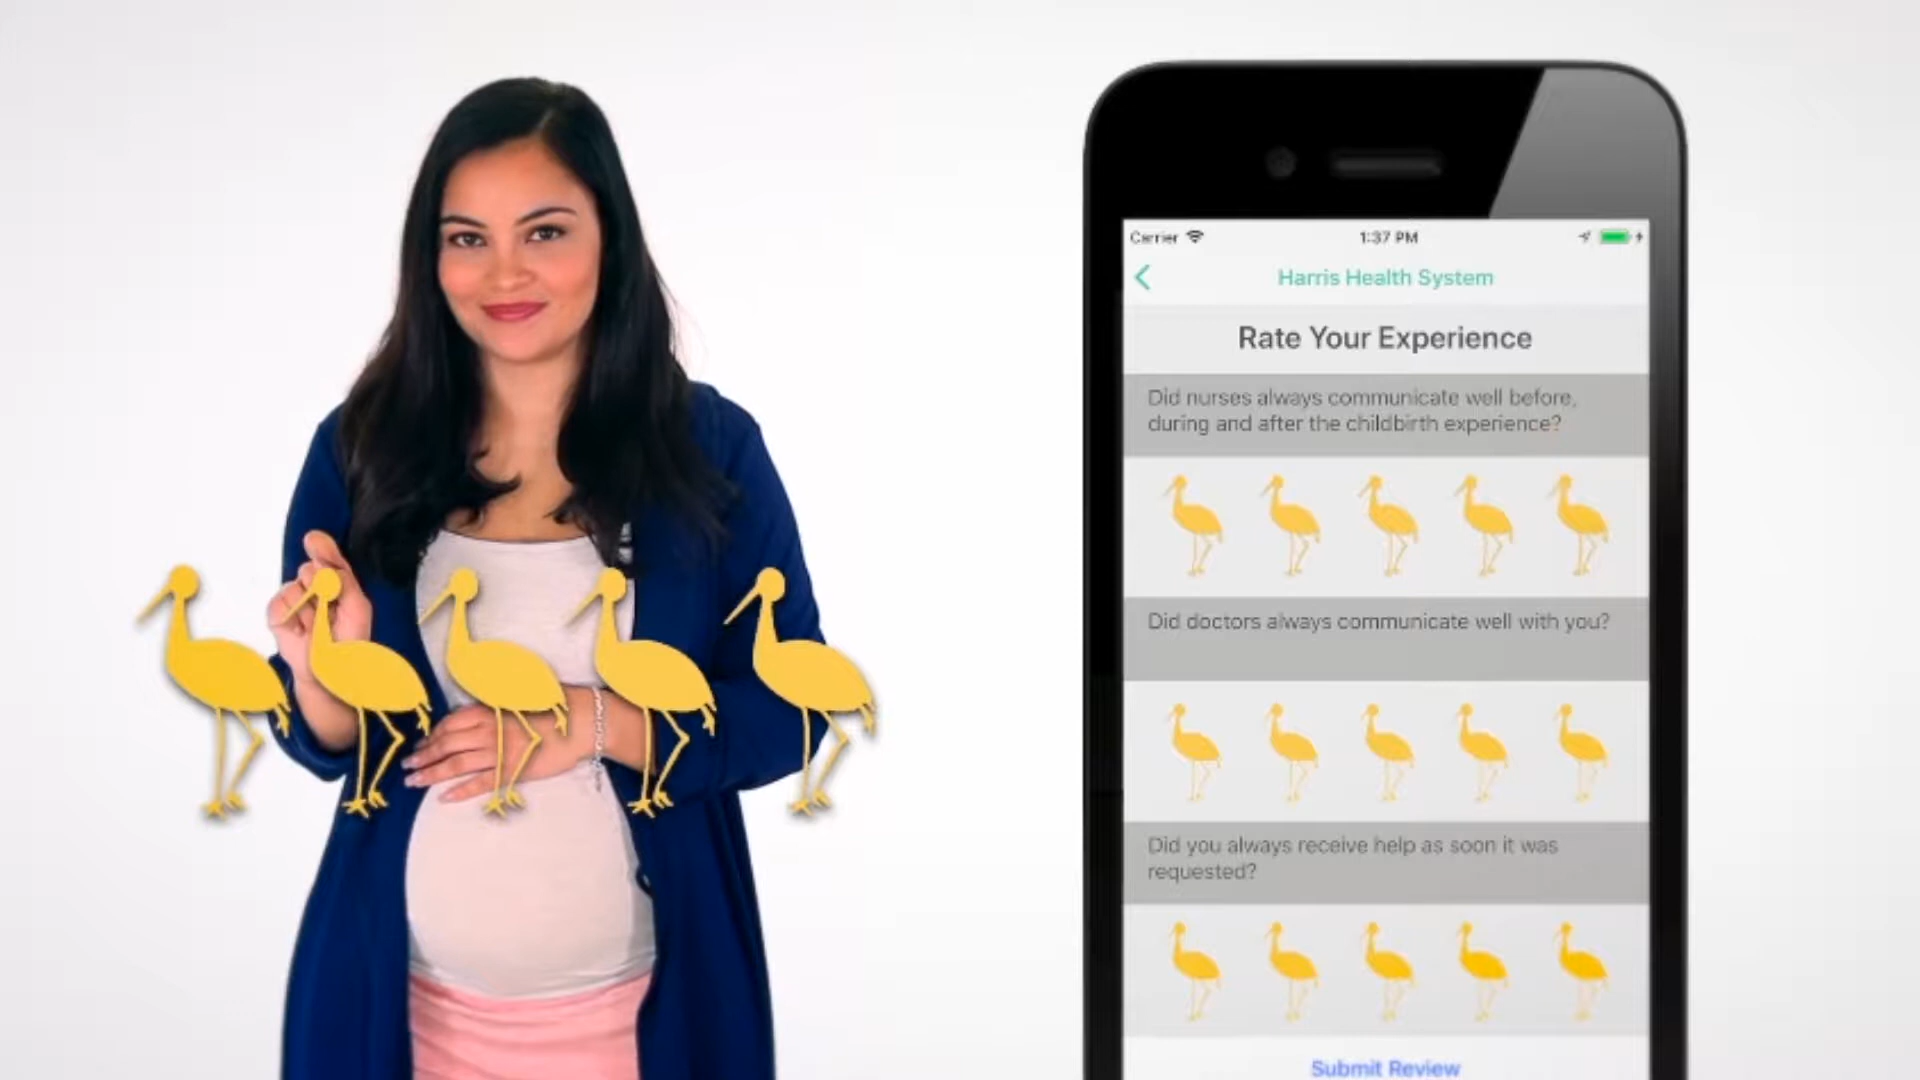 Carrier 1:37 PM
Harris Health System
Rate Your Experience
Did nurses always communicate well before,
during and after the childbirth experience?
Did doctors always communicate well with you?
Did you always receive help as soon it was
requested?
Submit Review